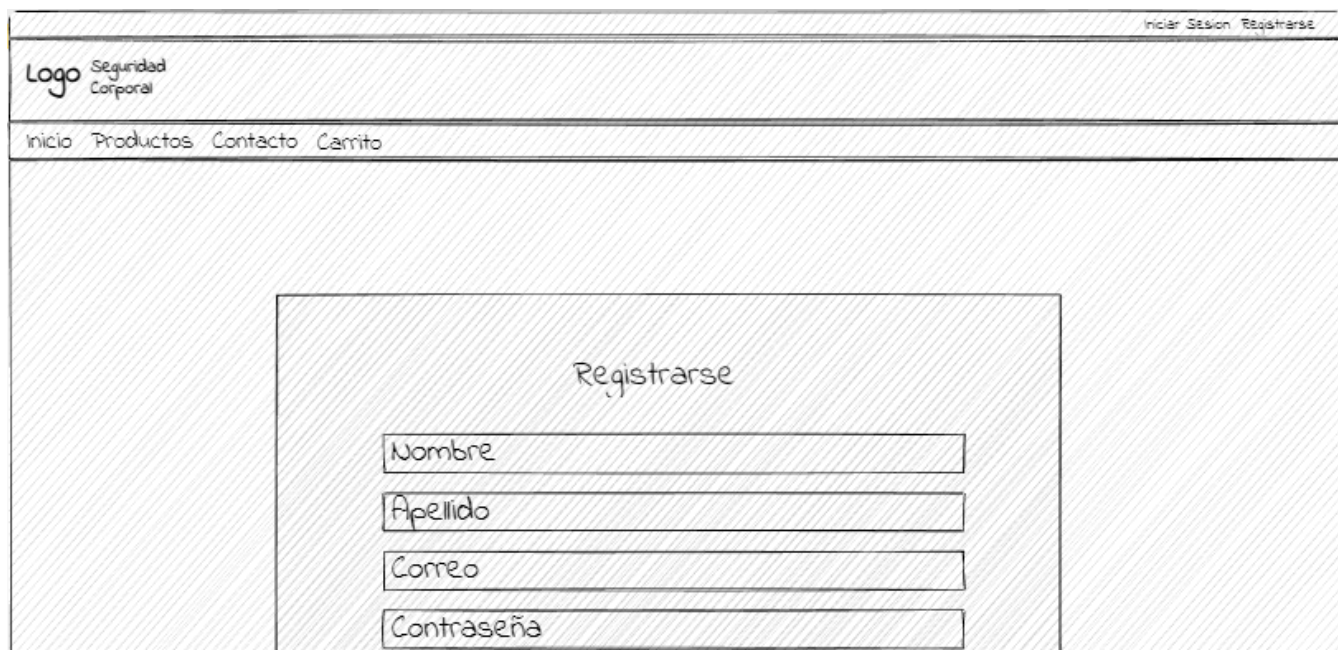 Iniciar Sesion Registrarse
Logo Seguridad
Corporal
Inicio Productos Contacto Carrito
Registrarse
Nombre
Apellido
Correo
Contraseña